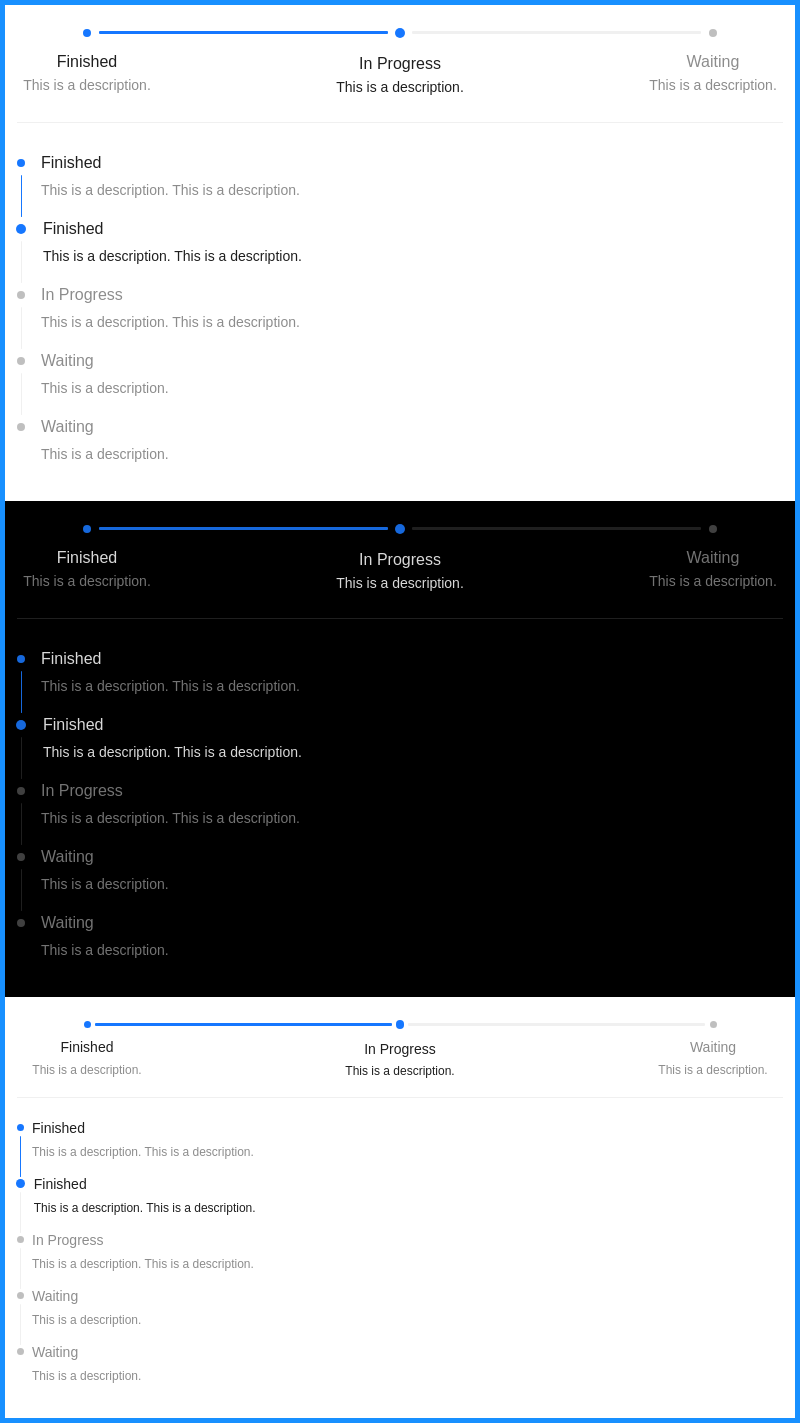 Finished In Progress Waiting
This is a description. This is a description. This is a description.
Finished
This is a description. This is a description.
Finished
This is a description. This is a description.
In Progress
This is a description. This is a description.
Waiting
This is a description.
Waiting
This is a description.
Finished In Progress Waiting
This is a description. This is a description. This is a description.
Finished
This is a description. This is a description.
Finished
This is a description. This is a description.
In Progress
This is a description. This is a description.
Waiting
This is a description.
Waiting
This is a description.
Finished In Progress Waiting
This is a description. This is a description. This is a description.
Finished
This is a description. This is a description.
Finished
This is a description. This is a description.
In Progress
This is a description. This is a description.
Waiting
This is a description.
Waiting
This is a description.